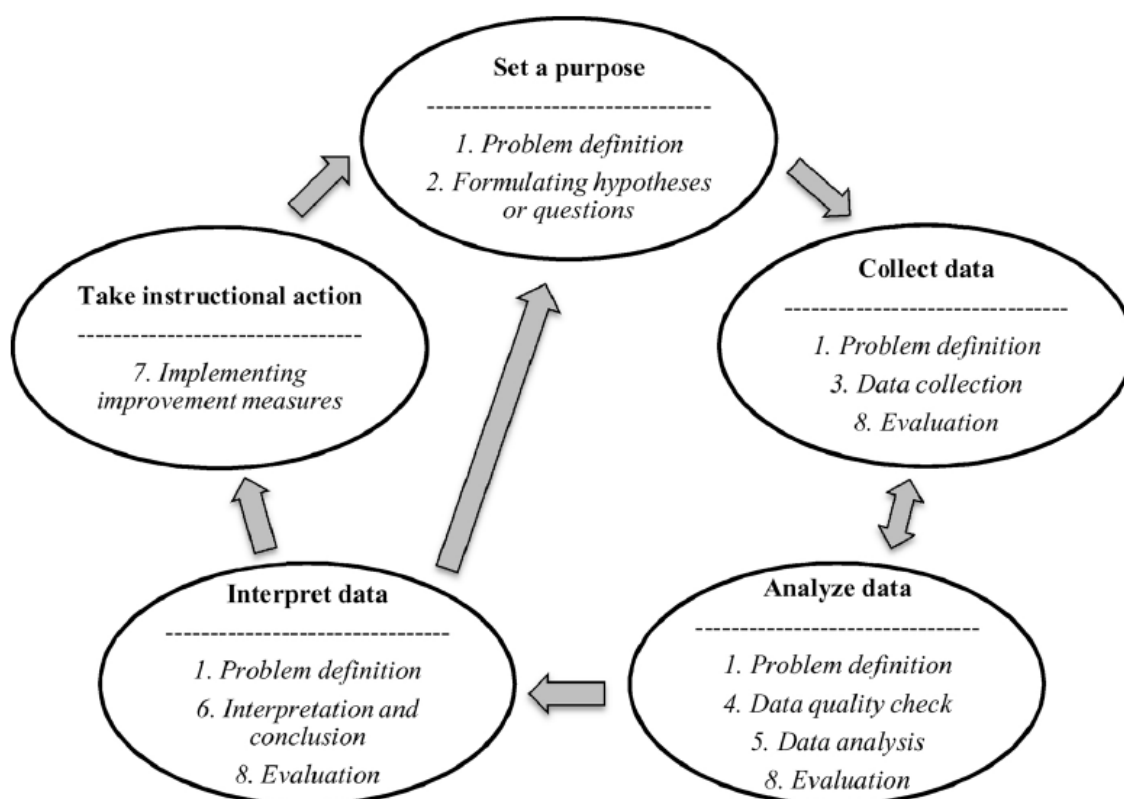 Set a purpose
----------------------------------
1. Problem definition
2. Formulating hypotheses
or questions
Collect data
----------------------------------
1. Problem definition
3. Data collection
8. Evaluation
Analyze data
----------------------------------
1. Problem definition
4. Data quality check
5. Data analysis
8. Evaluation
Interpret data
----------------------------------
1. Problem definition
6. Interpretation and
conclusion
8. Evaluation
Take instructional action
----------------------------------
7. Implementing
improvement measures